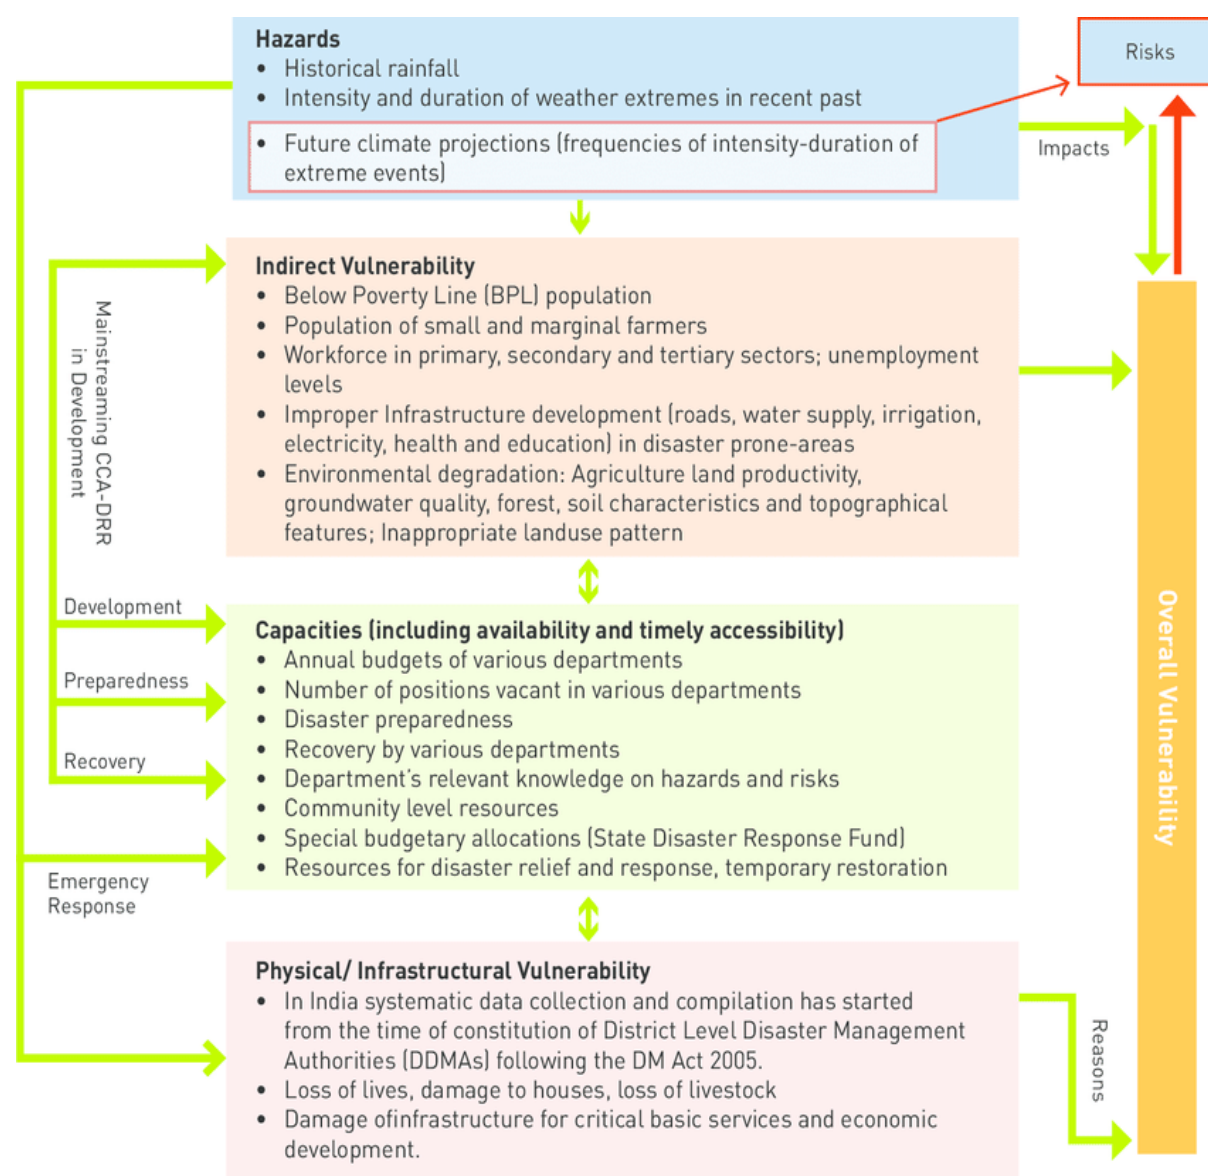 Hazards
• Historical rainfall
• Intensity and duration of weather extremes in recent past
• Future climate projections (frequencies of intensity-duration of
extreme events)
Risks
Impacts
Indirect Vulnerability
• Below Poverty Line (BPL) population
• Population of small and marginal farmers
• Workforce in primary, secondary and tertiary sectors; unemployment
levels
• Improper Infrastructure development (roads, water supply, irrigation,
electricity, health and education) in disaster prone-areas
• Environmental degradation: Agriculture land productivity,
groundwater quality, forest, soil characteristics and topographical
features; Inappropriate landuse pattern
Mainstreaming CCA-DRR
in Development
Development
Preparedness
Recovery
Emergency
Response
Capacities (including availability and timely accessibility)
• Annual budgets of various departments
• Number of positions vacant in various departments
• Disaster preparedness
• Recovery by various departments
• Department's relevant knowledge on hazards and risks
• Community level resources
• Special budgetary allocations (State Disaster Response Fund)
• Resources for disaster relief and response, temporary restoration
Overall Vulnerability
Physical/ Infrastructural Vulnerability
• In India systematic data collection and compilation has started
from the time of constitution of District Level Disaster Management
Authorities (DDMAs) following the DM Act 2005.
• Loss of lives, damage to houses, loss of livestock
• Damage ofinfrastructure for critical basic services and economic
development.
Reasons